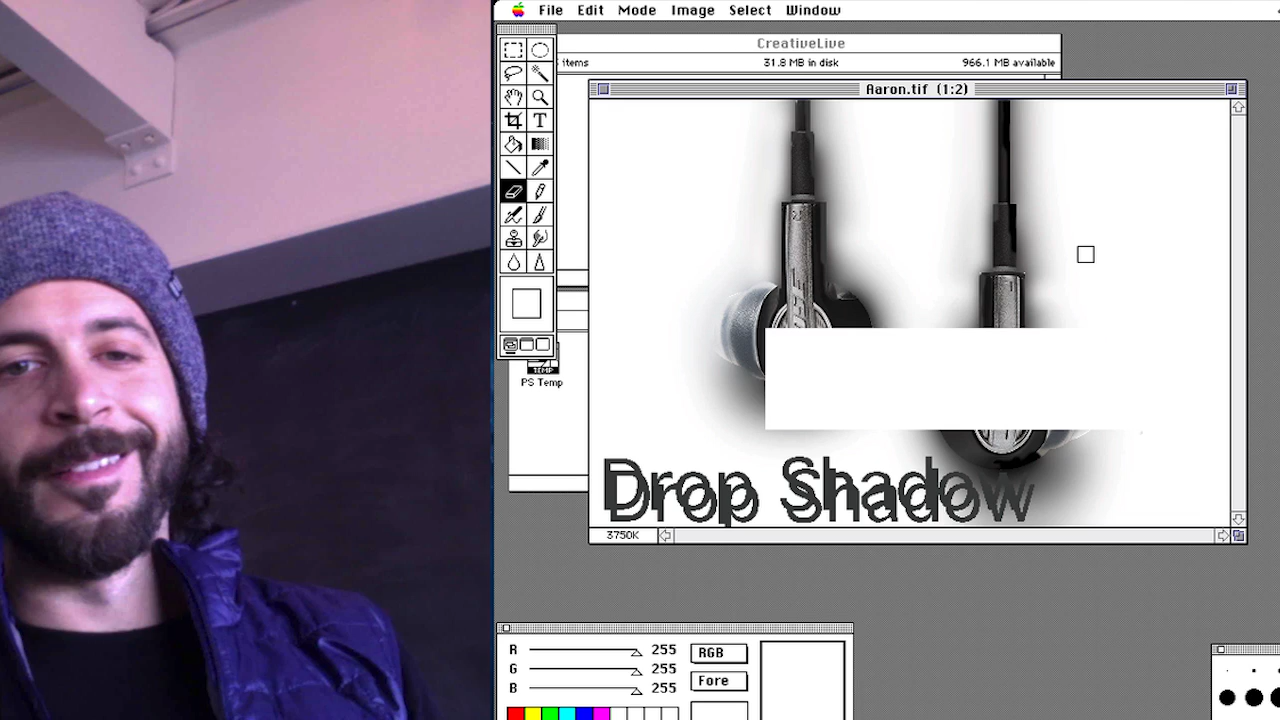 File Edit Mode Image Select Window
CreativeLive
items 31.8 MB in disk 966.1 MB available
Aaron.tif (1:2)
T
TEMP
PS Temp
Drop Shadow
3750K
R 255 RGB
G 255
Fore
B 255